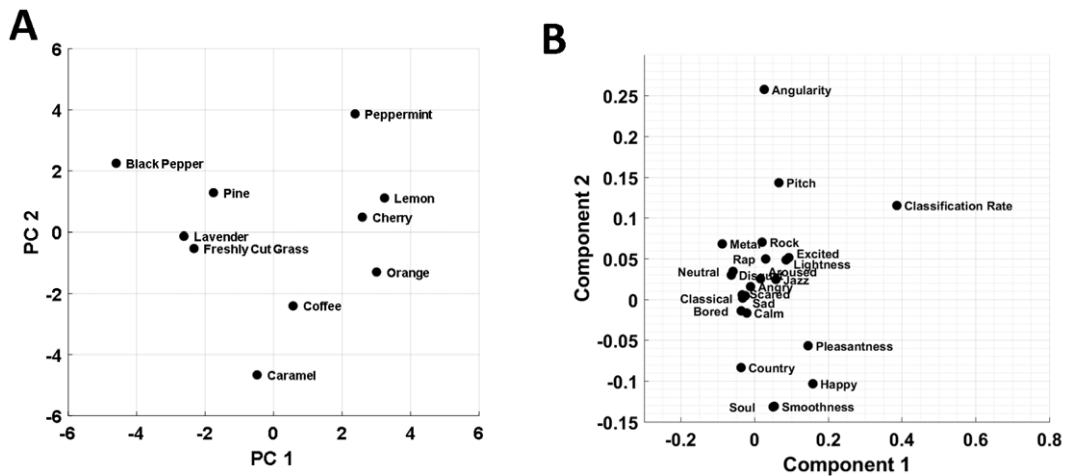 A
B
6
4
2
0
-2
-4
-6
-6
-4
-2
0
2
4
6
PC 2
PC 1
Peppermint
Black Pepper
Pine
Lemon
Cherry
Lavender
Freshly Cut Grass
Orange
Coffee
Caramel
0.25
0.2
0.15
0.1
0.05
0
-0.05
-0.1
-0.15
-0.2
0
0.2
0.4
0.6
0.8
Component 2
Component 1
Angularity
Pitch
Classification Rate
Metal
Rock
Rap
Excited
Lightness
Neutral
Aroused
Jazz
Angry
Classical
Scared
Sad
Bored
Calm
Pleasantness
Country
Happy
Soul
Smoothness